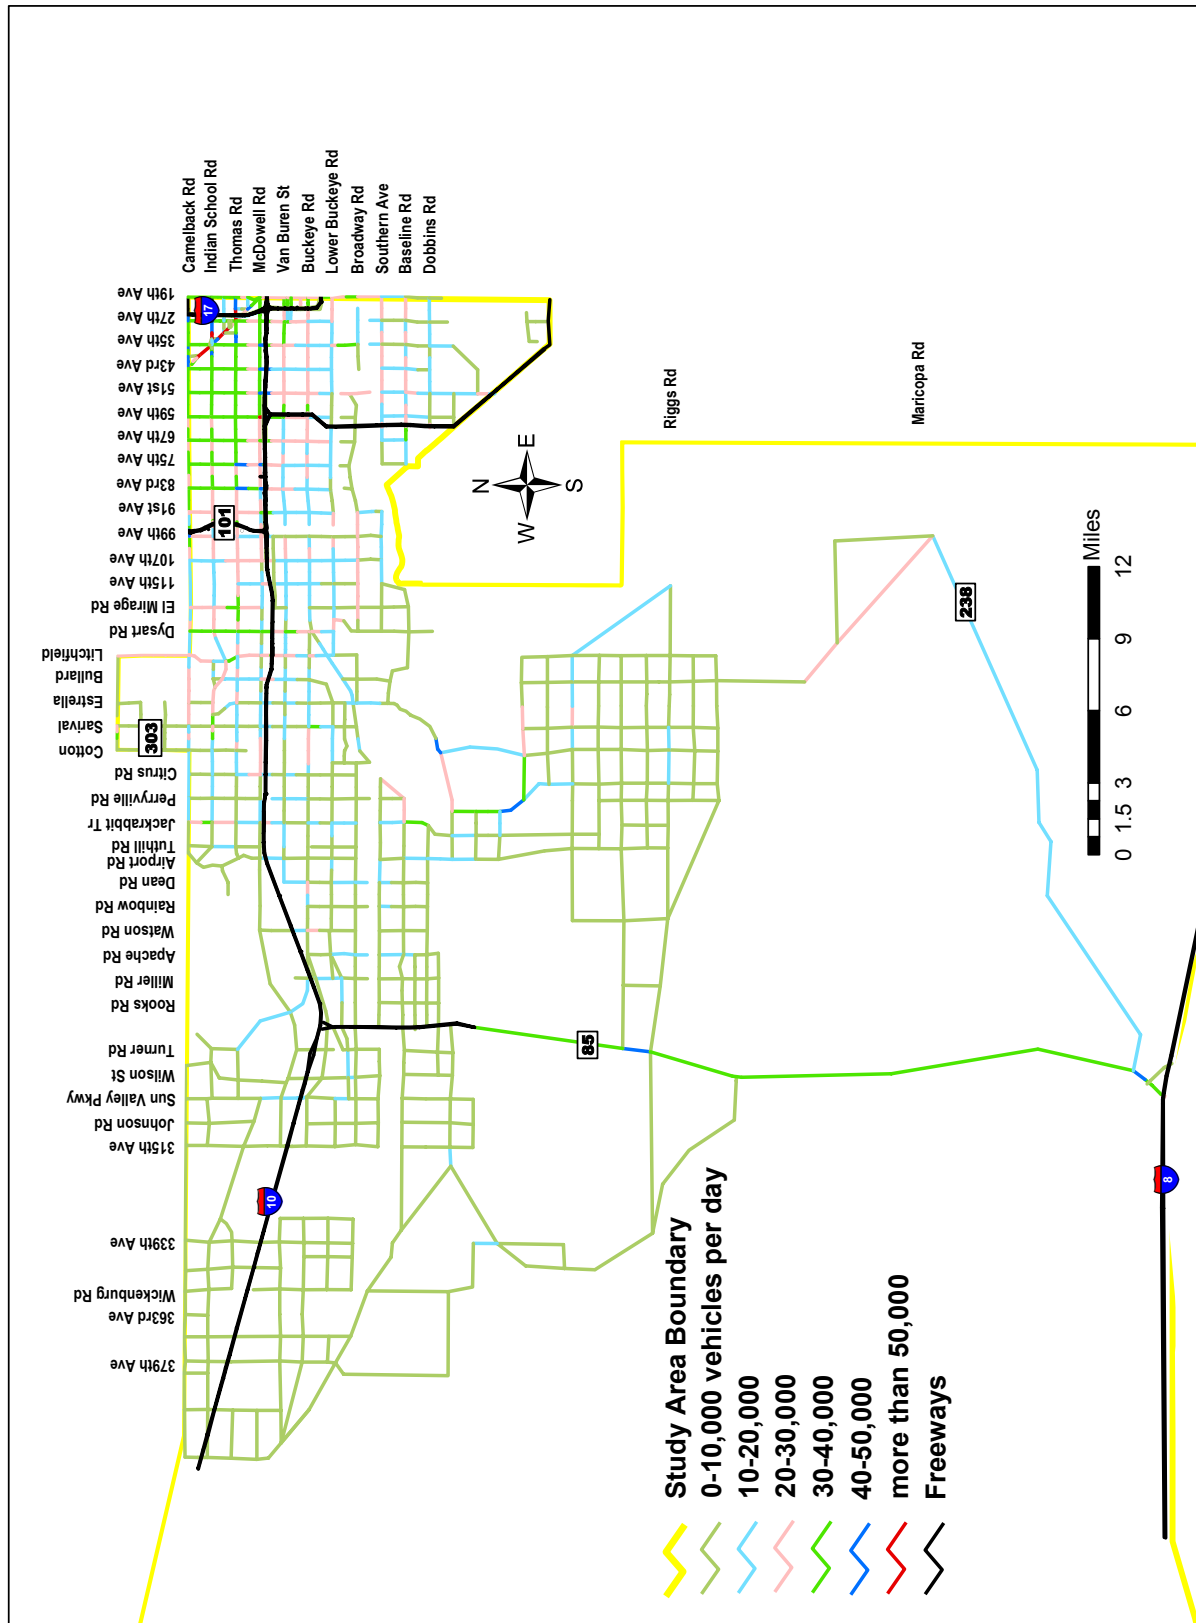 Camelback Rd
Indian School Rd
Thomas Rd
McDowell Rd
Van Buren St
Buckeye Rd
Lower Buckeye Rd
Broadway Rd
Southern Ave
Baseline Rd
Dobbins Rd
19th Ave
27th Ave
35th Ave
43rd Ave
51st Ave
59th Ave
67th Ave
75th Ave
83rd Ave
91st Ave
99th Ave
107th Ave
115th Ave
El Mirage Rd
Dysart Rd
Litchfield
Bullard
Estrella
Sarival
Cotton
Citrus Rd
Perryville Rd
Jackrabbit Tr
Tuthill Rd
Airport Rd
Dean Rd
Rainbow Rd
Watson Rd
Apache Rd
Miller Rd
Rooks Rd
Turner Rd
Wilson St
Sun Valley Pkwy
Johnson Rd
315th Ave
339th Ave
Wickenburg Rd
363rd Ave
379th Ave
17
101
303
10
85
238
8
Riggs Rd
Maricopa Rd
N
E
S
W
0 1.5 3 6 9 12
Miles
Study Area Boundary
0-10,000 vehicles per day
10-20,000
20-30,000
30-40,000
40-50,000
more than 50,000
Freeways